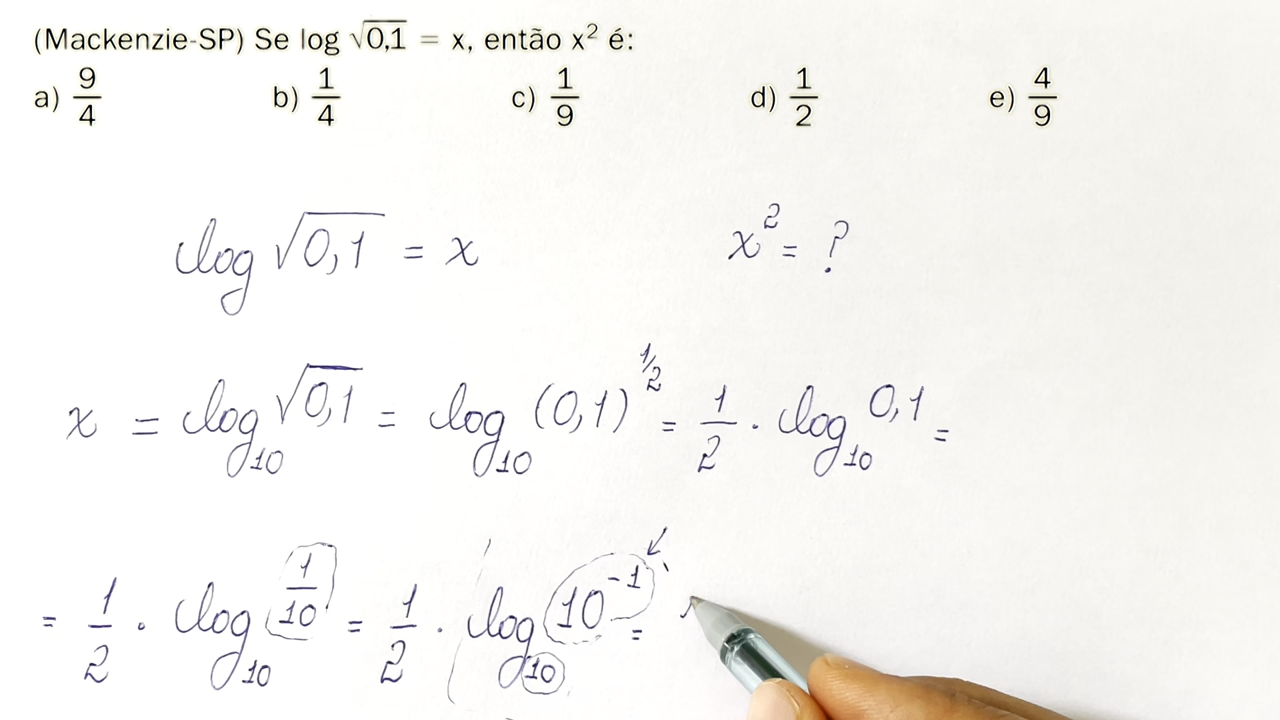 (Mackenzie-SP) Se log √0,1 = x, então x² é:
a) 9/4 b) 1/4 c) 1/9 d) 1/2 e) 4/9
log √0,1 = x x² = ?
x = log₁₀ √0,1 = log₁₀ (0,1)^1/2 = 1/2 · log₁₀ 0,1 =
= 1/2 · log₁₀ 1/10 = 1/2 · log₁₀ 10⁻¹ =